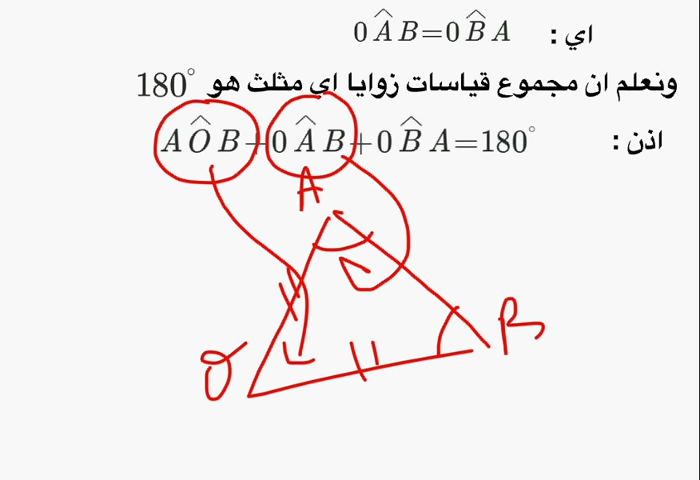 اي : 0ÂB=0B̂A
ونعلم ان مجموع قياسات زوايا اي مثلث هو 180°
اذن : AÔB+0ÂB+0B̂A=180°
A
B
O